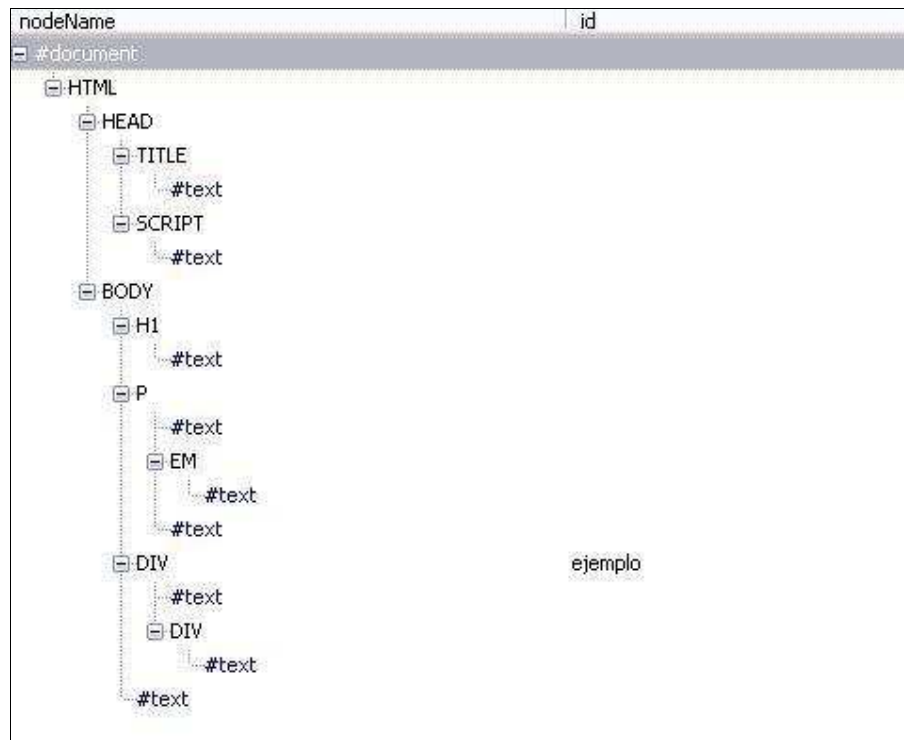 nodeName id
#document
HTML
HEAD
TITLE
#text
SCRIPT
#text
BODY
H1
#text
P
#text
EM
#text
#text
DIV ejemplo
#text
DIV
#text
#text